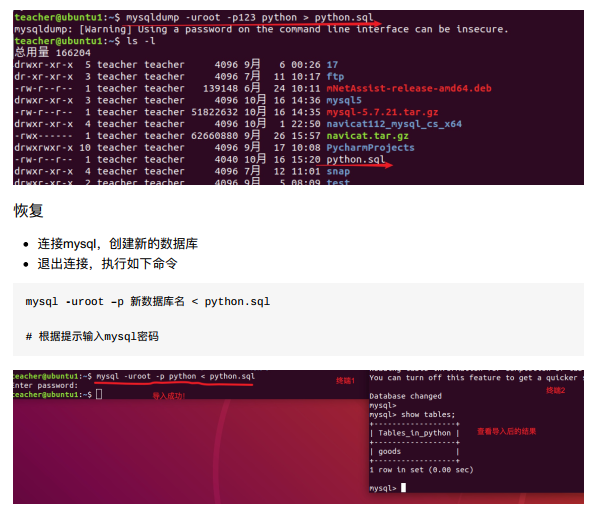 teacher@ubuntu1:~$ mysqldump -uroot -p123 python > python.sql
mysqldump: [Warning] Using a password on the command line interface can be insecure.
teacher@ubuntu1:~$ ls -l
总用量 166204
drwxr-xr-x 5 teacher teacher 4096 9月 6 00:26 17
dr-xr-xr-x 3 teacher teacher 4096 7月 11 10:17 ftp
-rw-r--r-- 1 teacher teacher 139148 6月 24 10:11 mNetAssist-release-amd64.deb
drwxr-xr-x 3 teacher teacher 4096 10月 16 14:36 mysql5
-rw-r--r-- 1 teacher teacher 51822632 10月 16 14:35 mysql-5.7.21.tar.gz
drwxr-xr-x 4 teacher teacher 4096 10月 1 22:50 navicat112_mysql_cs_x64
-rwx------ 1 teacher teacher 62660880 9月 26 15:57 navicat.tar.gz
drwxrwxr-x 10 teacher teacher 4096 9月 17 10:08 PycharmProjects
-rw-r--r-- 1 teacher teacher 4040 10月 16 15:20 python.sql
drwxr-xr-x 4 teacher teacher 4096 7月 12 11:01 snap
drwxr-xr-x 2 teacher teacher 4096 9月 5 08:09 test
恢复
连接mysql，创建新的数据库
退出连接，执行如下命令
mysql -uroot –p 新数据库名 < python.sql
# 根据提示输入mysql密码
teacher@ubuntu1:~$ mysql -uroot -p python < python.sql
Enter password:
teacher@ubuntu1:~$
导入成功!
终端1
You can turn off this feature to get a quicker s
终端2
Database changed
mysql>
mysql> show tables;
+------------------+
| Tables_in_python |
+------------------+
| goods |
+------------------+
1 row in set (0.00 sec)
查看导入后的结果
mysql>